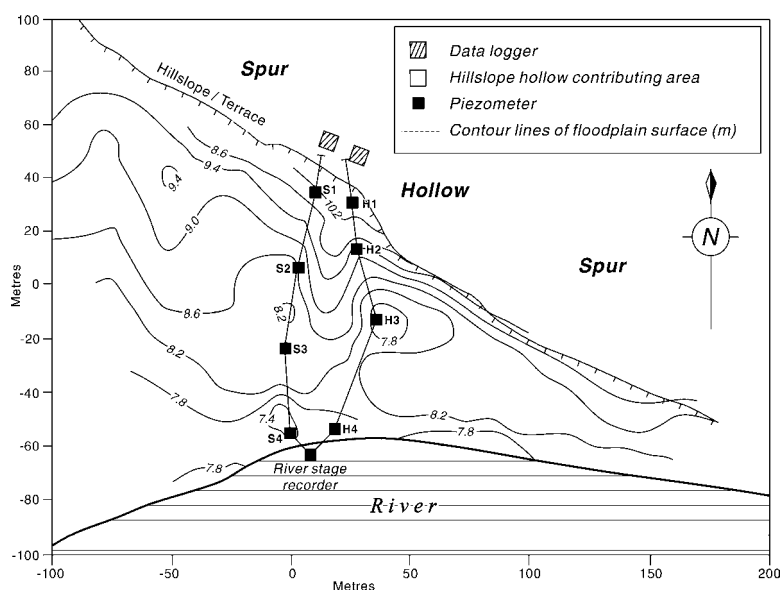 100
80
60
40
20
0
-20
-40
-60
-80
-100
Metres
-100
-50
0
50
100
150
200
Metres
Data logger
Hillslope hollow contributing area
Piezometer
Contour lines of floodplain surface (m)
Spur
Hillslope / Terrace
Hollow
Spur
N
8.6
9.4
9.4
9.0
10.2
S1
H1
H2
S2
8.6
8.2
H3
7.8
S3
8.2
7.8
7.4
S4
H4
8.2
7.8
7.8
River stage
recorder
River